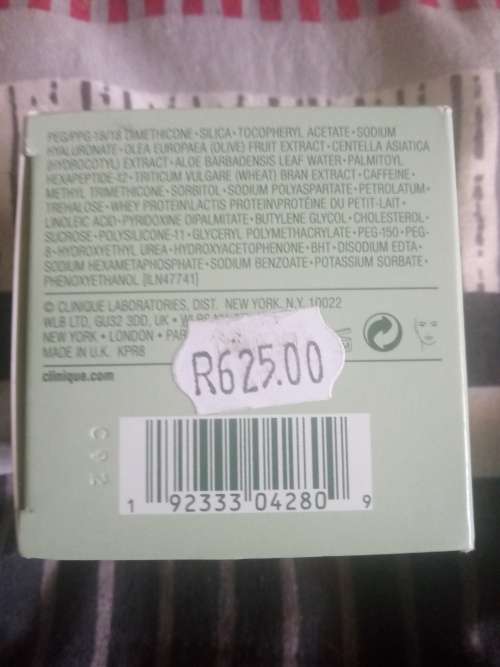 PEG/PPG-18/18 DIMETHICONE • SILICA • TOCOPHERYL ACETATE • SODIUM
HYALURONATE • OLEA EUROPAEA (OLIVE) FRUIT EXTRACT • CENTELLA ASIATICA
(HYDROCOTYL) EXTRACT • ALOE BARBADENSIS LEAF WATER • PALMITOYL
HEXAPEPTIDE-12 • TRITICUM VULGARE (WHEAT) BRAN EXTRACT • CAFFEINE •
METHYL TRIMETHICONE • SORBITOL • SODIUM POLYASPARTATE • PETROLATUM •
TREHALOSE • WHEY PROTEIN\LACTIS PROTEIN\PROTÉINE DU PETIT-LAIT •
LINOLEIC ACID • PYRIDOXINE DIPALMITATE • BUTYLENE GLYCOL • CHOLESTEROL •
SUCROSE • POLYSILICONE-11 • GLYCERYL POLYMETHACRYLATE • PEG-150 • PEG-
8 • HYDROXYETHYL UREA • HYDROXYACETOPHENONE • BHT • DISODIUM EDTA •
SODIUM HEXAMETAPHOSPHATE • SODIUM BENZOATE • POTASSIUM SORBATE •
PHENOXYETHANOL [ILN47741]
© CLINIQUE LABORATORIES, DIST. NEW YORK, N.Y. 10022
WLB LTD, GU32 3DD, UK •
NEW YORK • LONDON •
MADE IN U.K. KPR8
clinique.com
R625.00
C92
1 92333 04280 9